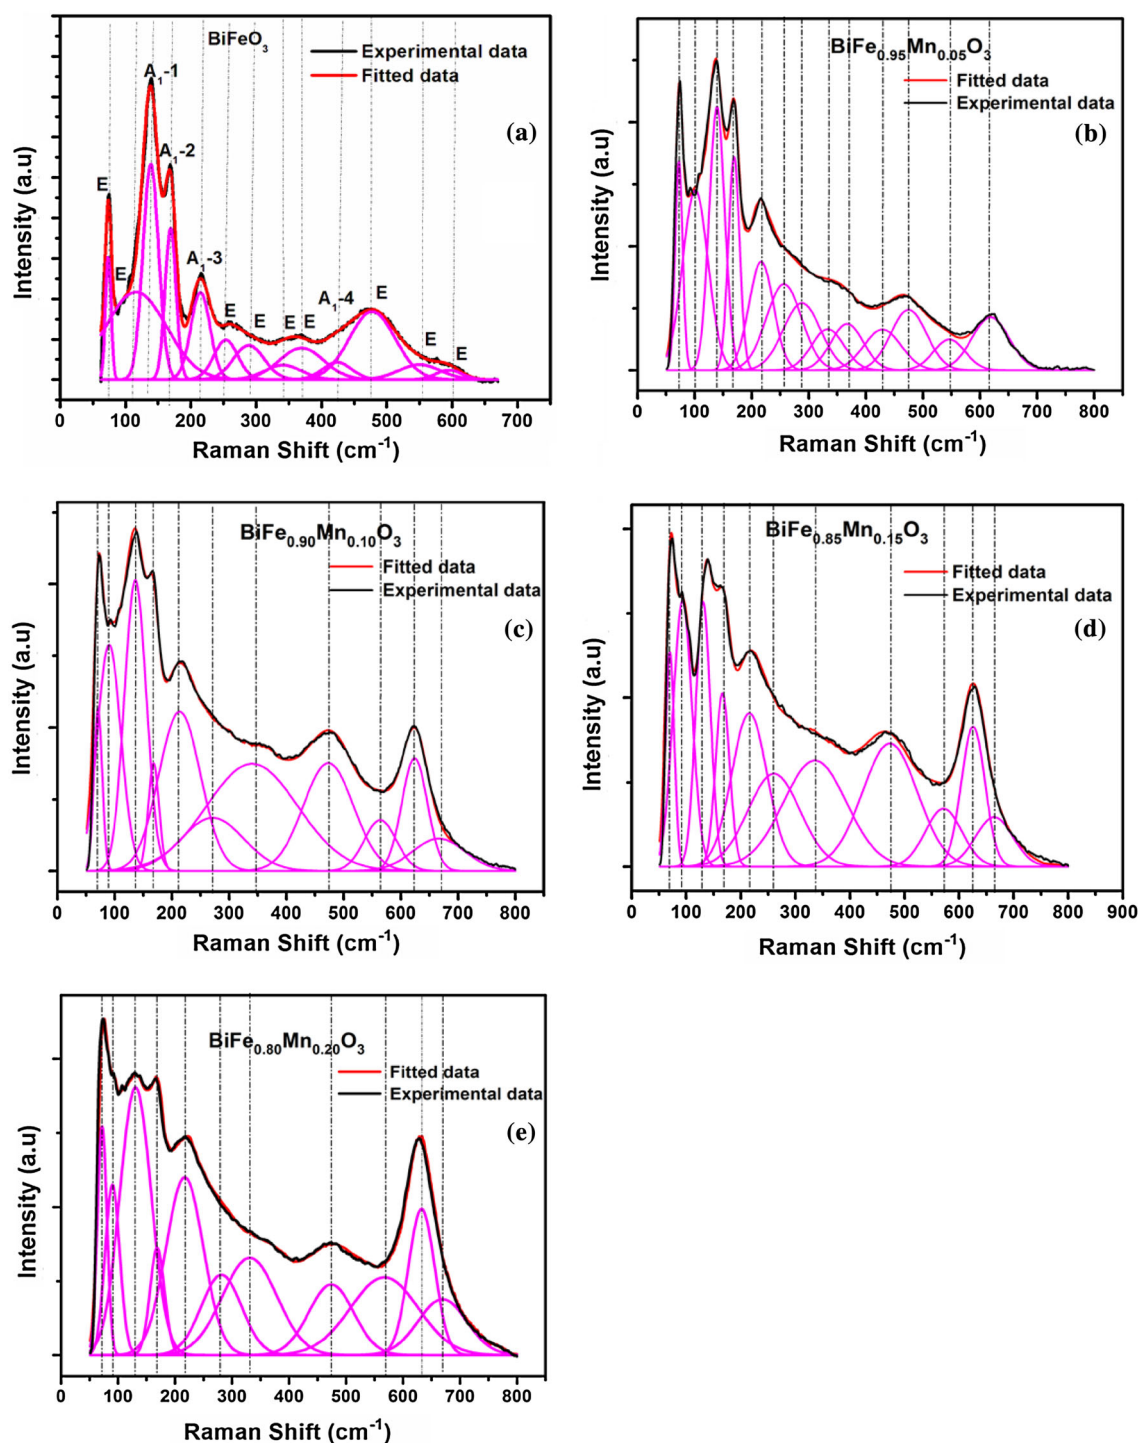 BiFeO3
Experimental data
Fitted data
A1-1
(a)
A1-2
E
E
A1-3
A1-4
E
E
E
E
E
E
E
Intensity (a.u)
0 100 200 300 400 500 600 700
Raman Shift (cm-1)
BiFe0.95Mn0.05O3
Fitted data
Experimental data
(b)
Intensity (a.u)
0 100 200 300 400 500 600 700 800
Raman Shift (cm-1)
BiFe0.90Mn0.10O3
Fitted data
Experimental data
(c)
Intensity (a.u)
0 100 200 300 400 500 600 700 800
Raman Shift (cm-1)
BiFe0.85Mn0.15O3
Fitted data
Experimental data
(d)
Intensity (a.u)
0 100 200 300 400 500 600 700 800 900
Raman Shift (cm-1)
BiFe0.80Mn0.20O3
Fitted data
Experimental data
(e)
Intensity (a.u)
0 100 200 300 400 500 600 700 800
Raman Shift (cm-1)